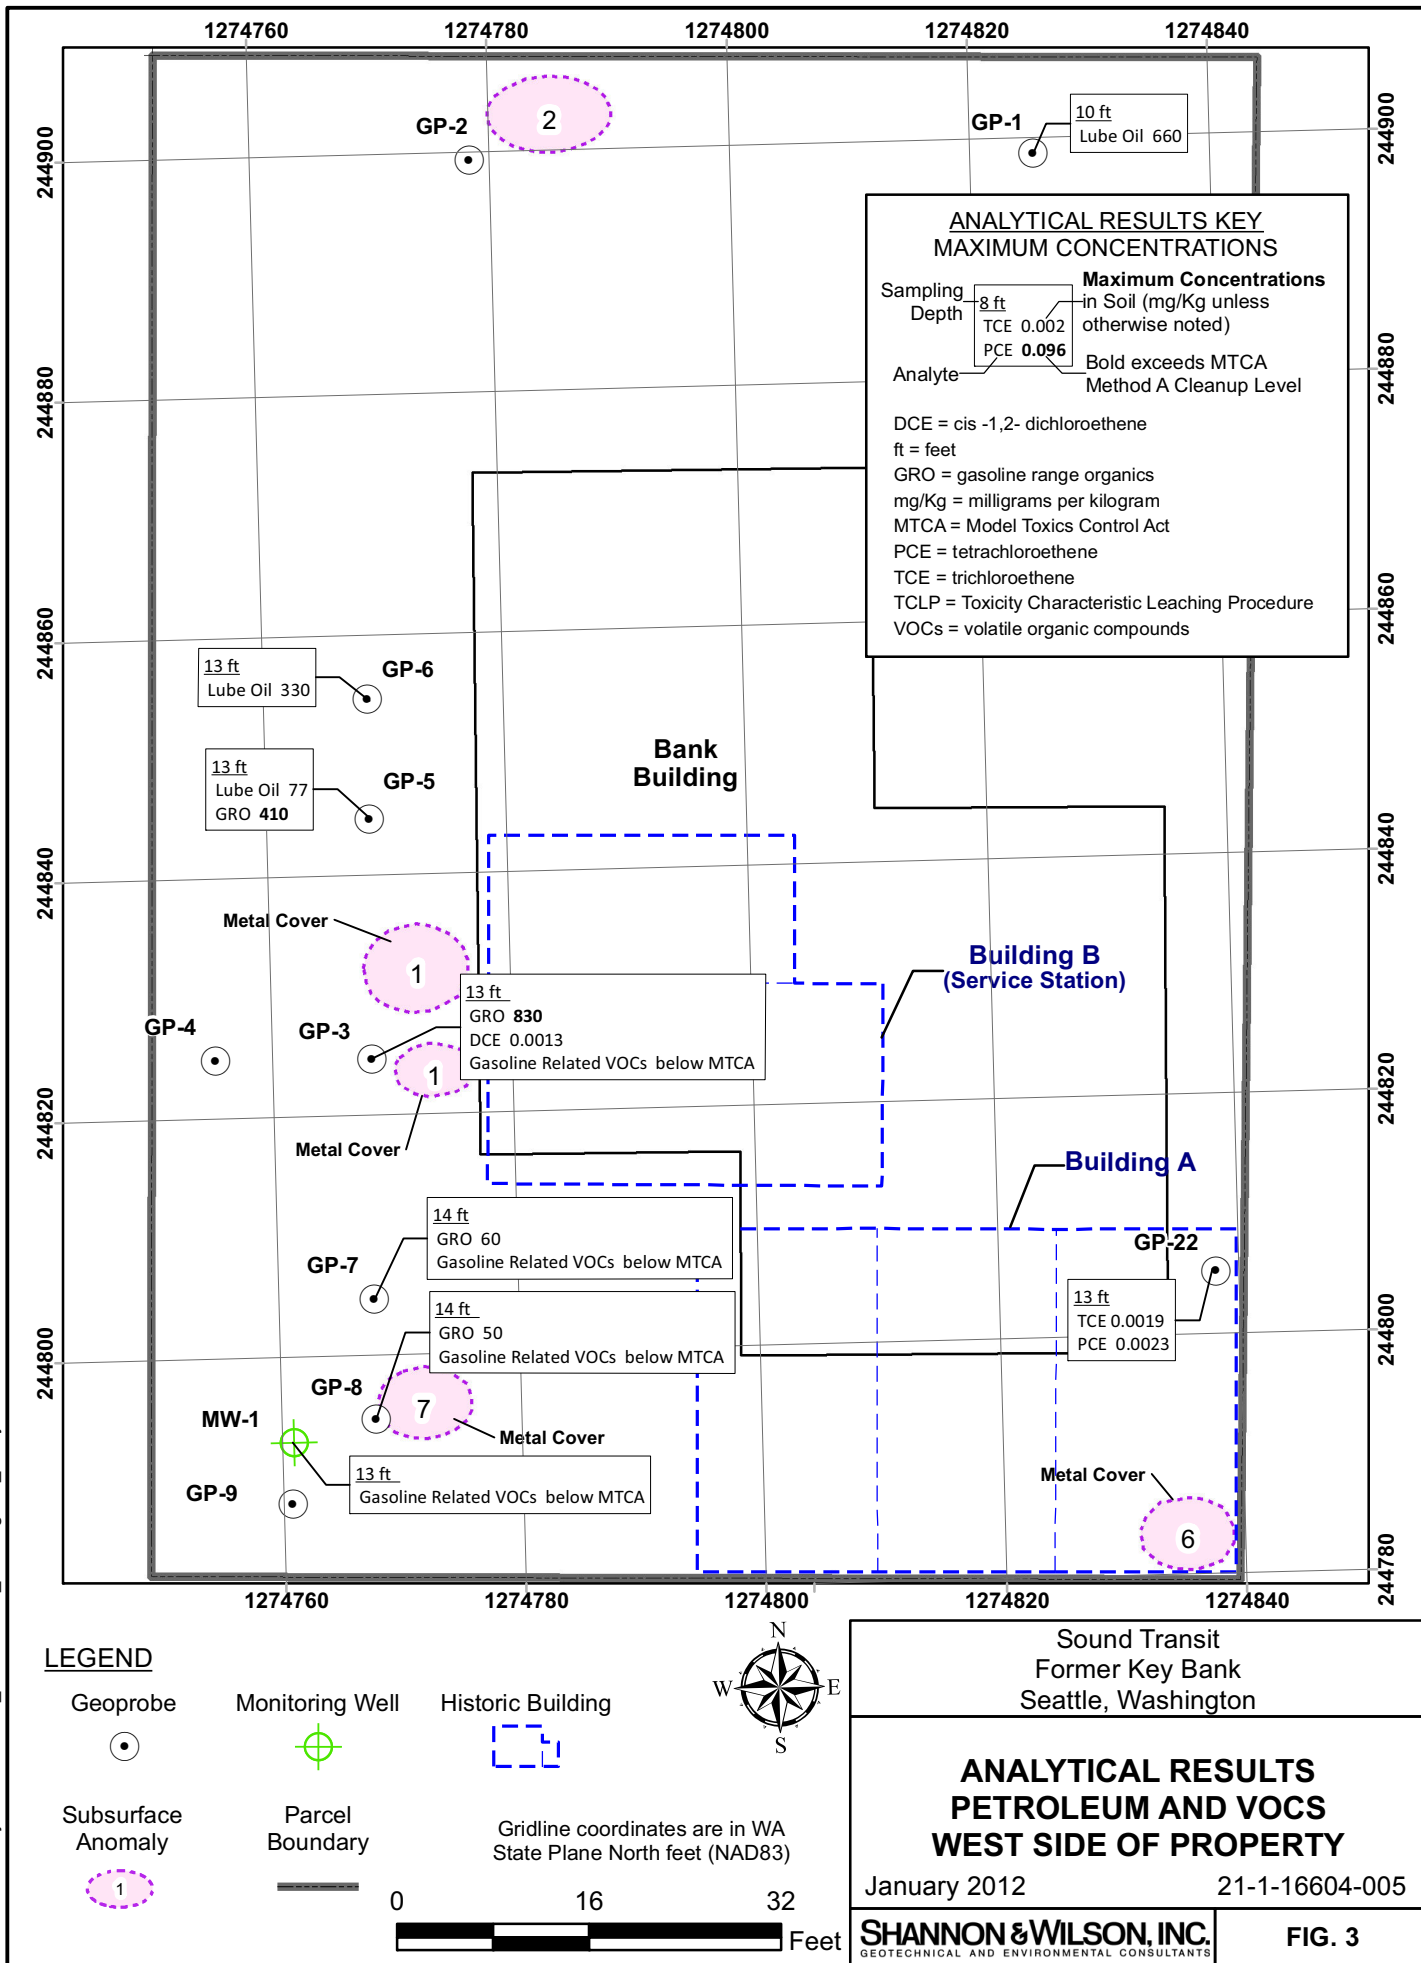 1274760 1274780 1274800 1274820 1274840
244900
244880
244860
244840
244820
244800
244900
244880
244860
244840
244820
244800
244780
GP-2
2
GP-1
10 ft
Lube Oil 660
ANALYTICAL RESULTS KEY
MAXIMUM CONCENTRATIONS
Sampling
Depth
8 ft
TCE 0.002
PCE 0.096
Analyte
Maximum Concentrations
in Soil (mg/Kg unless
otherwise noted)
Bold exceeds MTCA
Method A Cleanup Level
DCE = cis -1,2- dichloroethene
ft = feet
GRO = gasoline range organics
mg/Kg = milligrams per kilogram
MTCA = Model Toxics Control Act
PCE = tetrachloroethene
TCE = trichloroethene
TCLP = Toxicity Characteristic Leaching Procedure
VOCs = volatile organic compounds
13 ft
Lube Oil 330
GP-6
13 ft
Lube Oil 77
GRO 410
GP-5
Bank
Building
Metal Cover
1
Building B
(Service Station)
GP-4
GP-3
13 ft
GRO 830
DCE 0.0013
Gasoline Related VOCs below MTCA
1
Metal Cover
Building A
14 ft
GRO 60
Gasoline Related VOCs below MTCA
GP-7
GP-22
13 ft
TCE 0.0019
PCE 0.0023
14 ft
GRO 50
Gasoline Related VOCs below MTCA
GP-8
7
Metal Cover
MW-1
13 ft
Gasoline Related VOCs below MTCA
GP-9
Metal Cover
6
1274760 1274780 1274800 1274820 1274840
LEGEND
Geoprobe
Monitoring Well
Historic Building
Subsurface
Anomaly
1
Parcel
Boundary
Gridline coordinates are in WA
State Plane North feet (NAD83)
N
W E
S
0 16 32
Feet
Sound Transit
Former Key Bank
Seattle, Washington
ANALYTICAL RESULTS
PETROLEUM AND VOCS
WEST SIDE OF PROPERTY
January 2012 21-1-16604-005
SHANNON & WILSON, INC.
GEOTECHNICAL AND ENVIRONMENTAL CONSULTANTS
FIG. 3